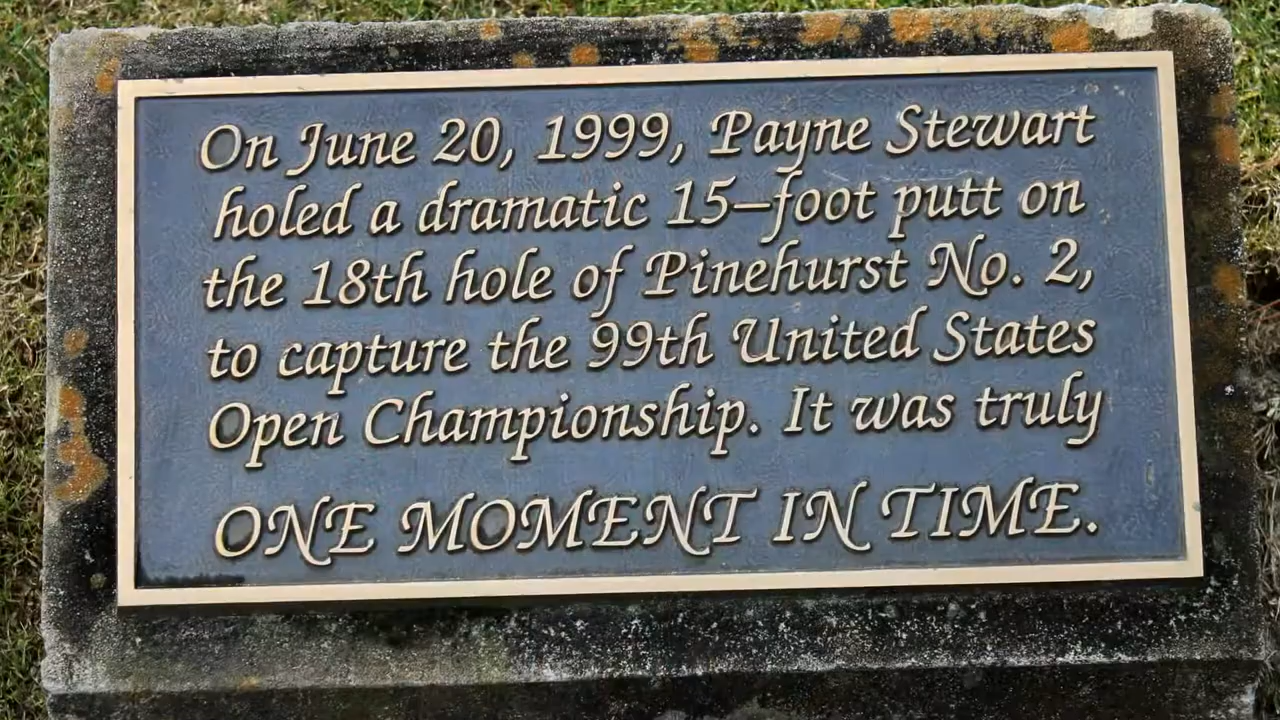 On June 20, 1999, Payne Stewart
holed a dramatic 15–foot putt on
the 18th hole of Pinehurst No. 2,
to capture the 99th United States
Open Championship. It was truly
ONE MOMENT IN TIME.